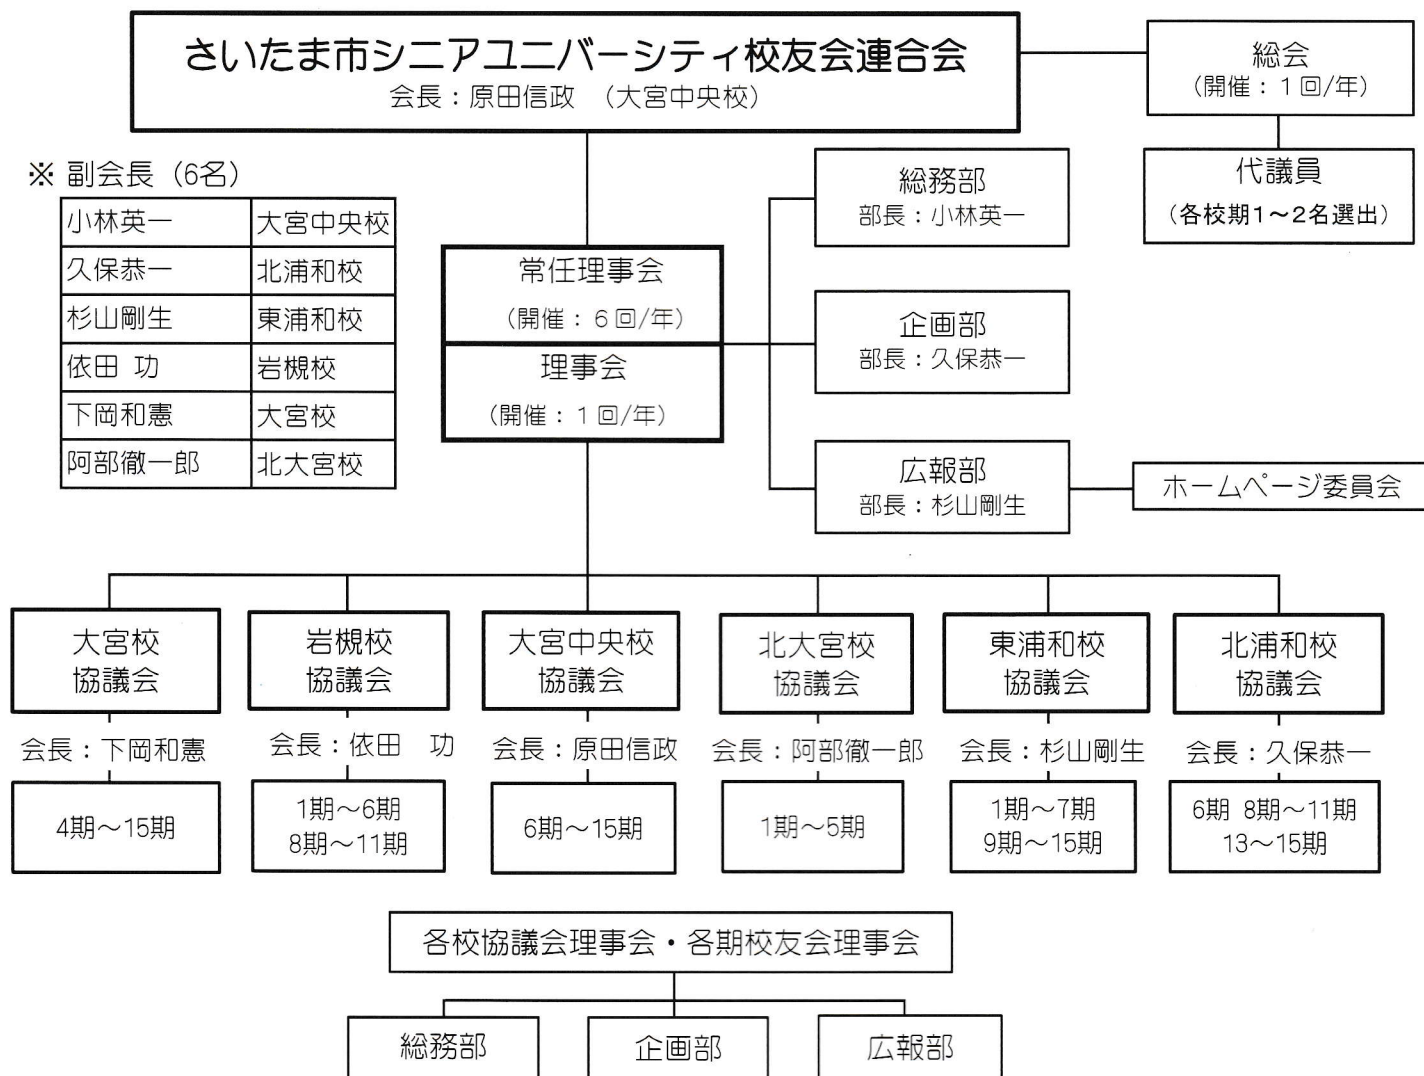 さいたま市シニアユニバーシティ校友会連合会
会長：原田信政 （大宮中央校）
総会
（開催：1回/年）
代議員
（各校期1～2名選出）
※ 副会長（6名）
小林英一 大宮中央校
久保恭一 北浦和校
杉山剛生 東浦和校
依田 功 岩槻校
下岡和憲 大宮校
阿部徹一郎 北大宮校
常任理事会
（開催：6回/年）
理事会
（開催：1回/年）
総務部
部長：小林英一
企画部
部長：久保恭一
広報部
部長：杉山剛生
ホームページ委員会
大宮校
協議会
会長：下岡和憲
4期～15期
岩槻校
協議会
会長：依田 功
1期～6期
8期～11期
大宮中央校
協議会
会長：原田信政
6期～15期
北大宮校
協議会
会長：阿部徹一郎
1期～5期
東浦和校
協議会
会長：杉山剛生
1期～7期
9期～15期
北浦和校
協議会
会長：久保恭一
6期 8期～11期
13～15期
各校協議会理事会・各期校友会理事会
総務部
企画部
広報部